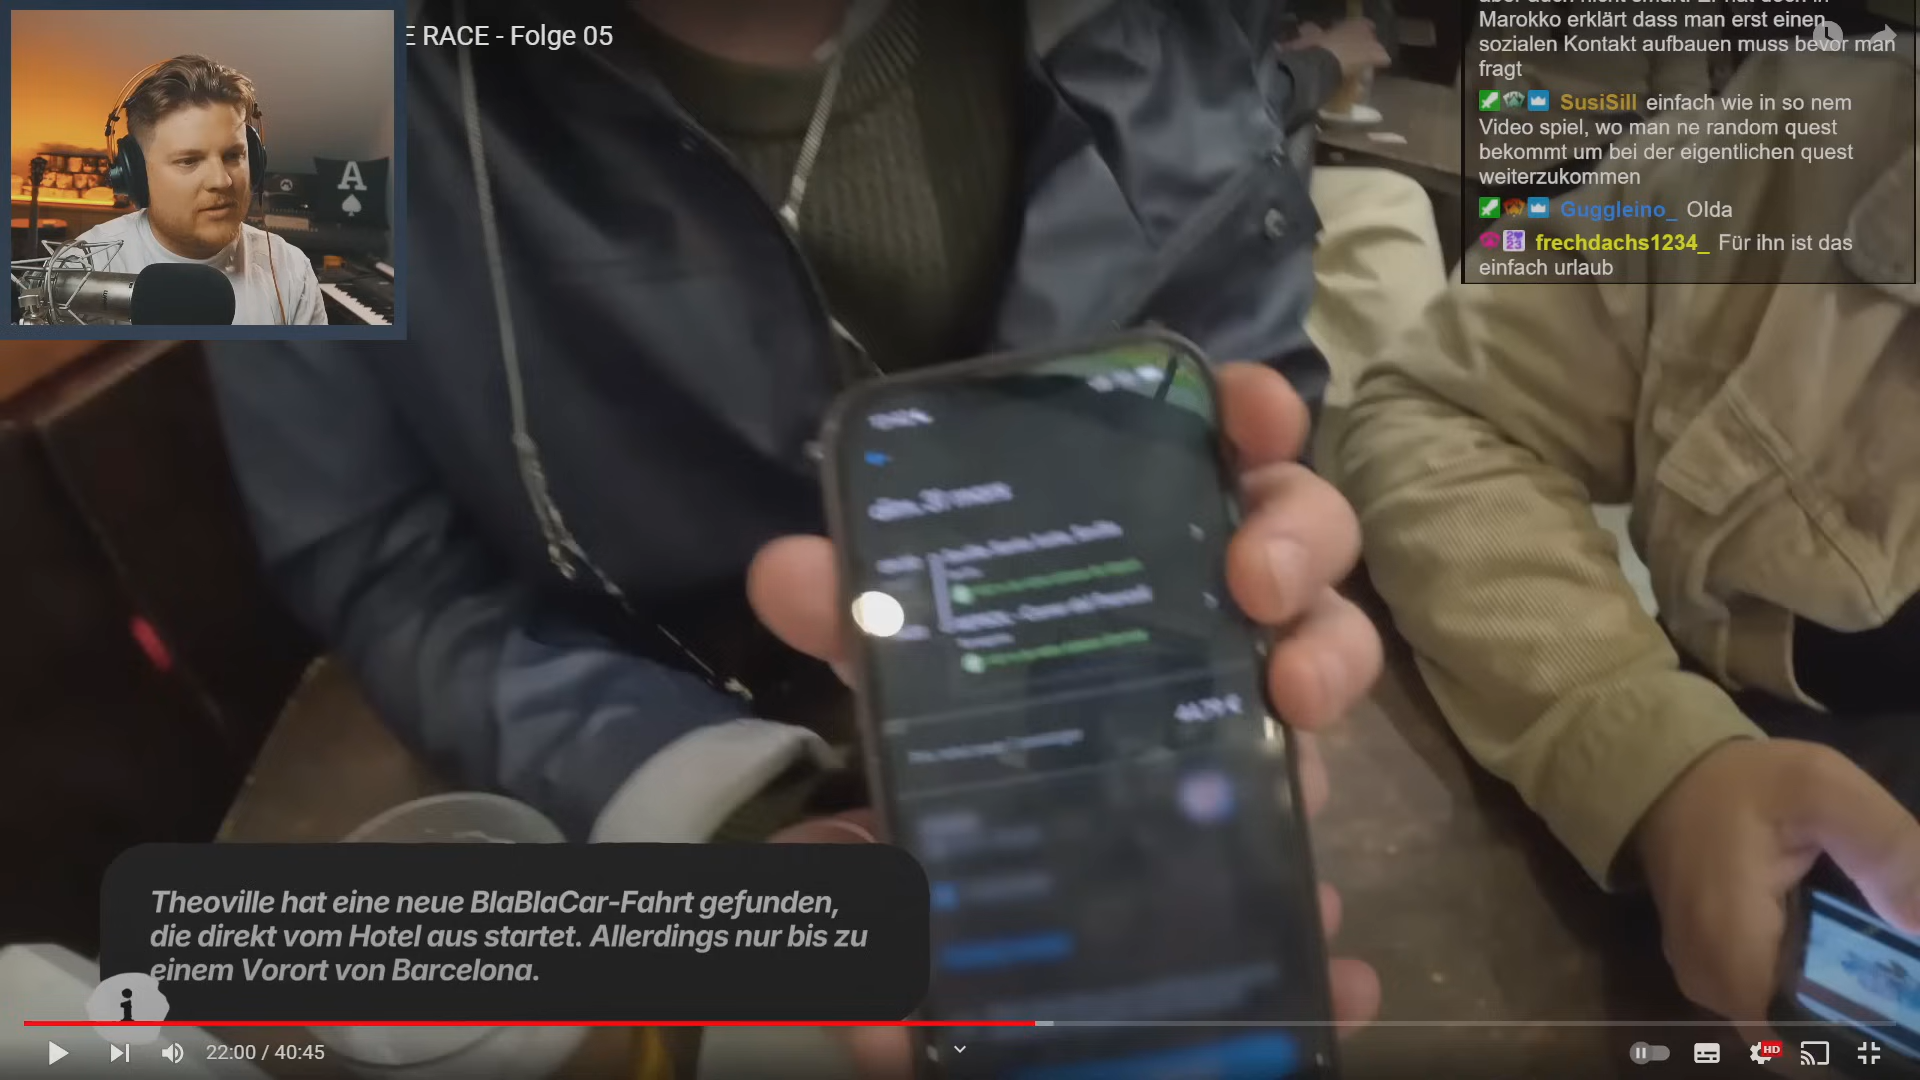 E RACE - Folge 05
Marokko erklärt dass man erst einen
sozialen Kontakt aufbauen muss bevor man
fragt
SusiSill einfach wie in so nem
Video spiel, wo man ne random quest
bekommt um bei der eigentlichen quest
weiterzukommen
Guggleino_ Olda
frechdachs1234_ Für ihn ist das
einfach urlaub
A
Theoville hat eine neue BlaBlaCar-Fahrt gefunden,
die direkt vom Hotel aus startet. Allerdings nur bis zu
einem Vorort von Barcelona.
i
22:00 / 40:45
HD